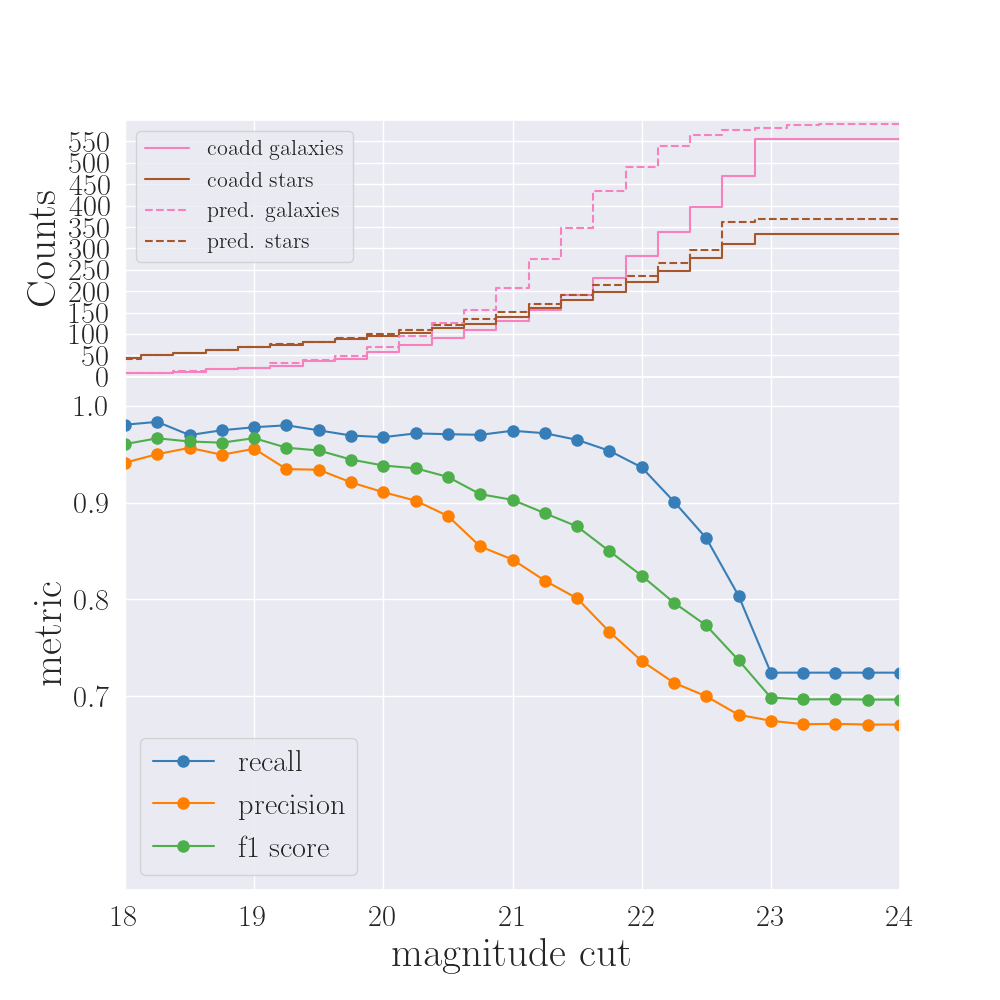 Counts
550
500
450
400
350
300
250
200
150
100
50
0
coadd galaxies
coadd stars
pred. galaxies
pred. stars
metric
1.0
0.9
0.8
0.7
recall
precision
f1 score
18 19 20 21 22 23 24
magnitude cut